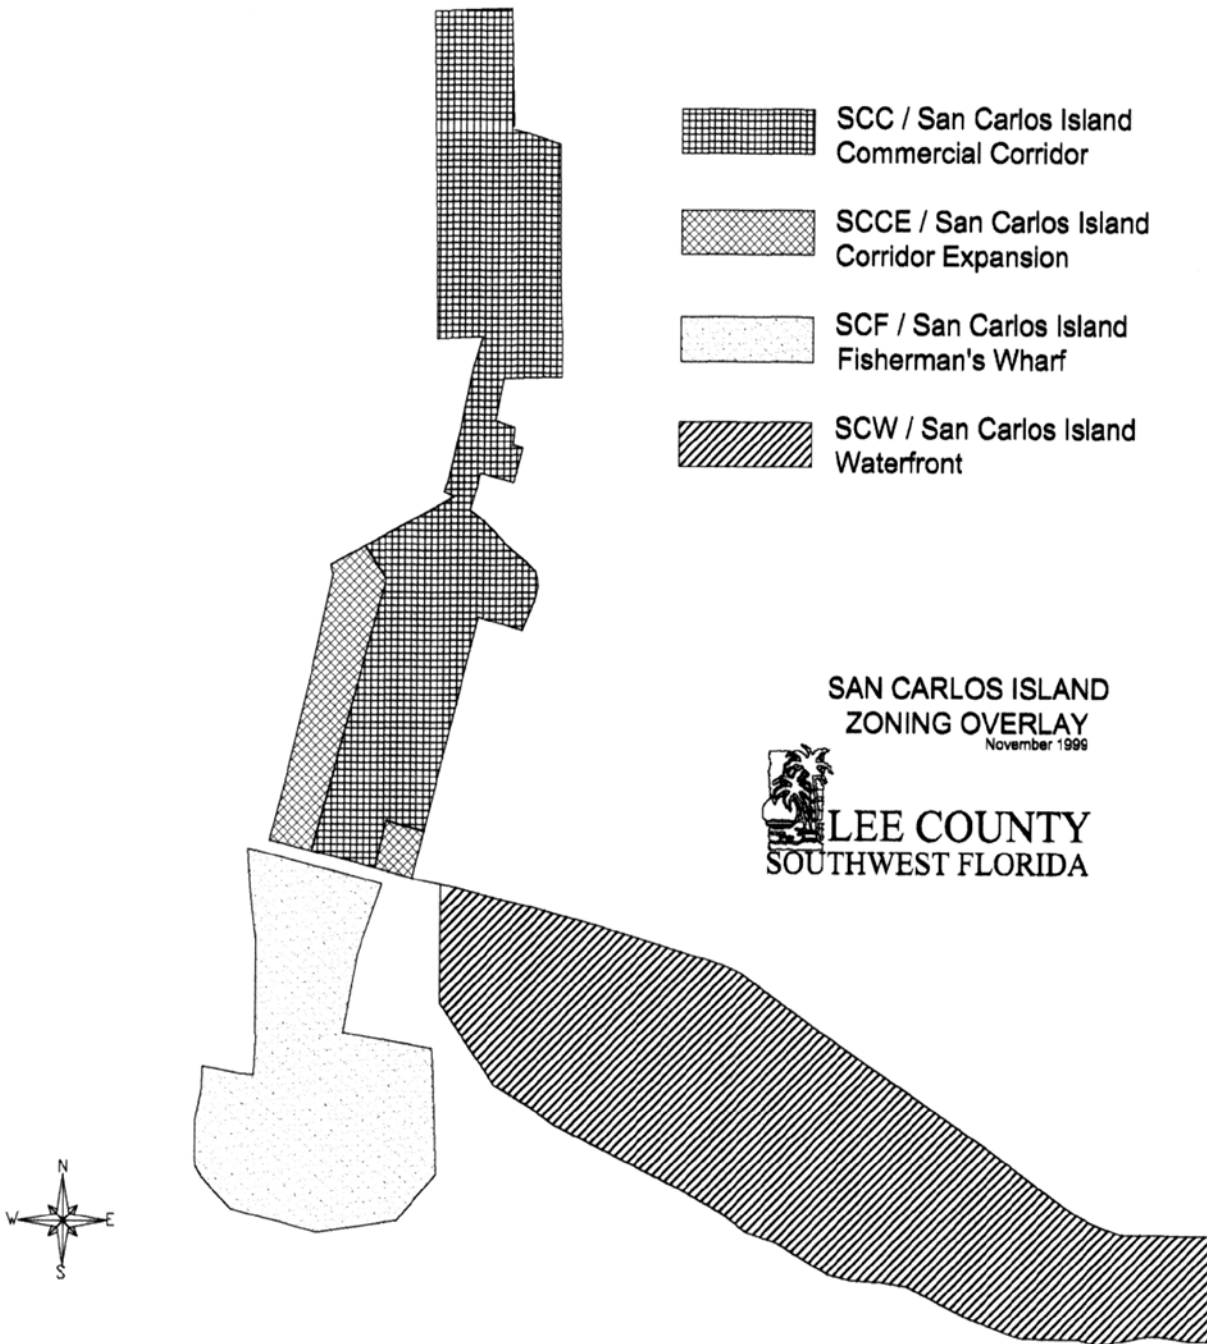 SCC / San Carlos Island
Commercial Corridor
SCCE / San Carlos Island
Corridor Expansion
SCF / San Carlos Island
Fisherman's Wharf
SCW / San Carlos Island
Waterfront
SAN CARLOS ISLAND
ZONING OVERLAY
November 1999
LEE COUNTY
SOUTHWEST FLORIDA
N
W E
S